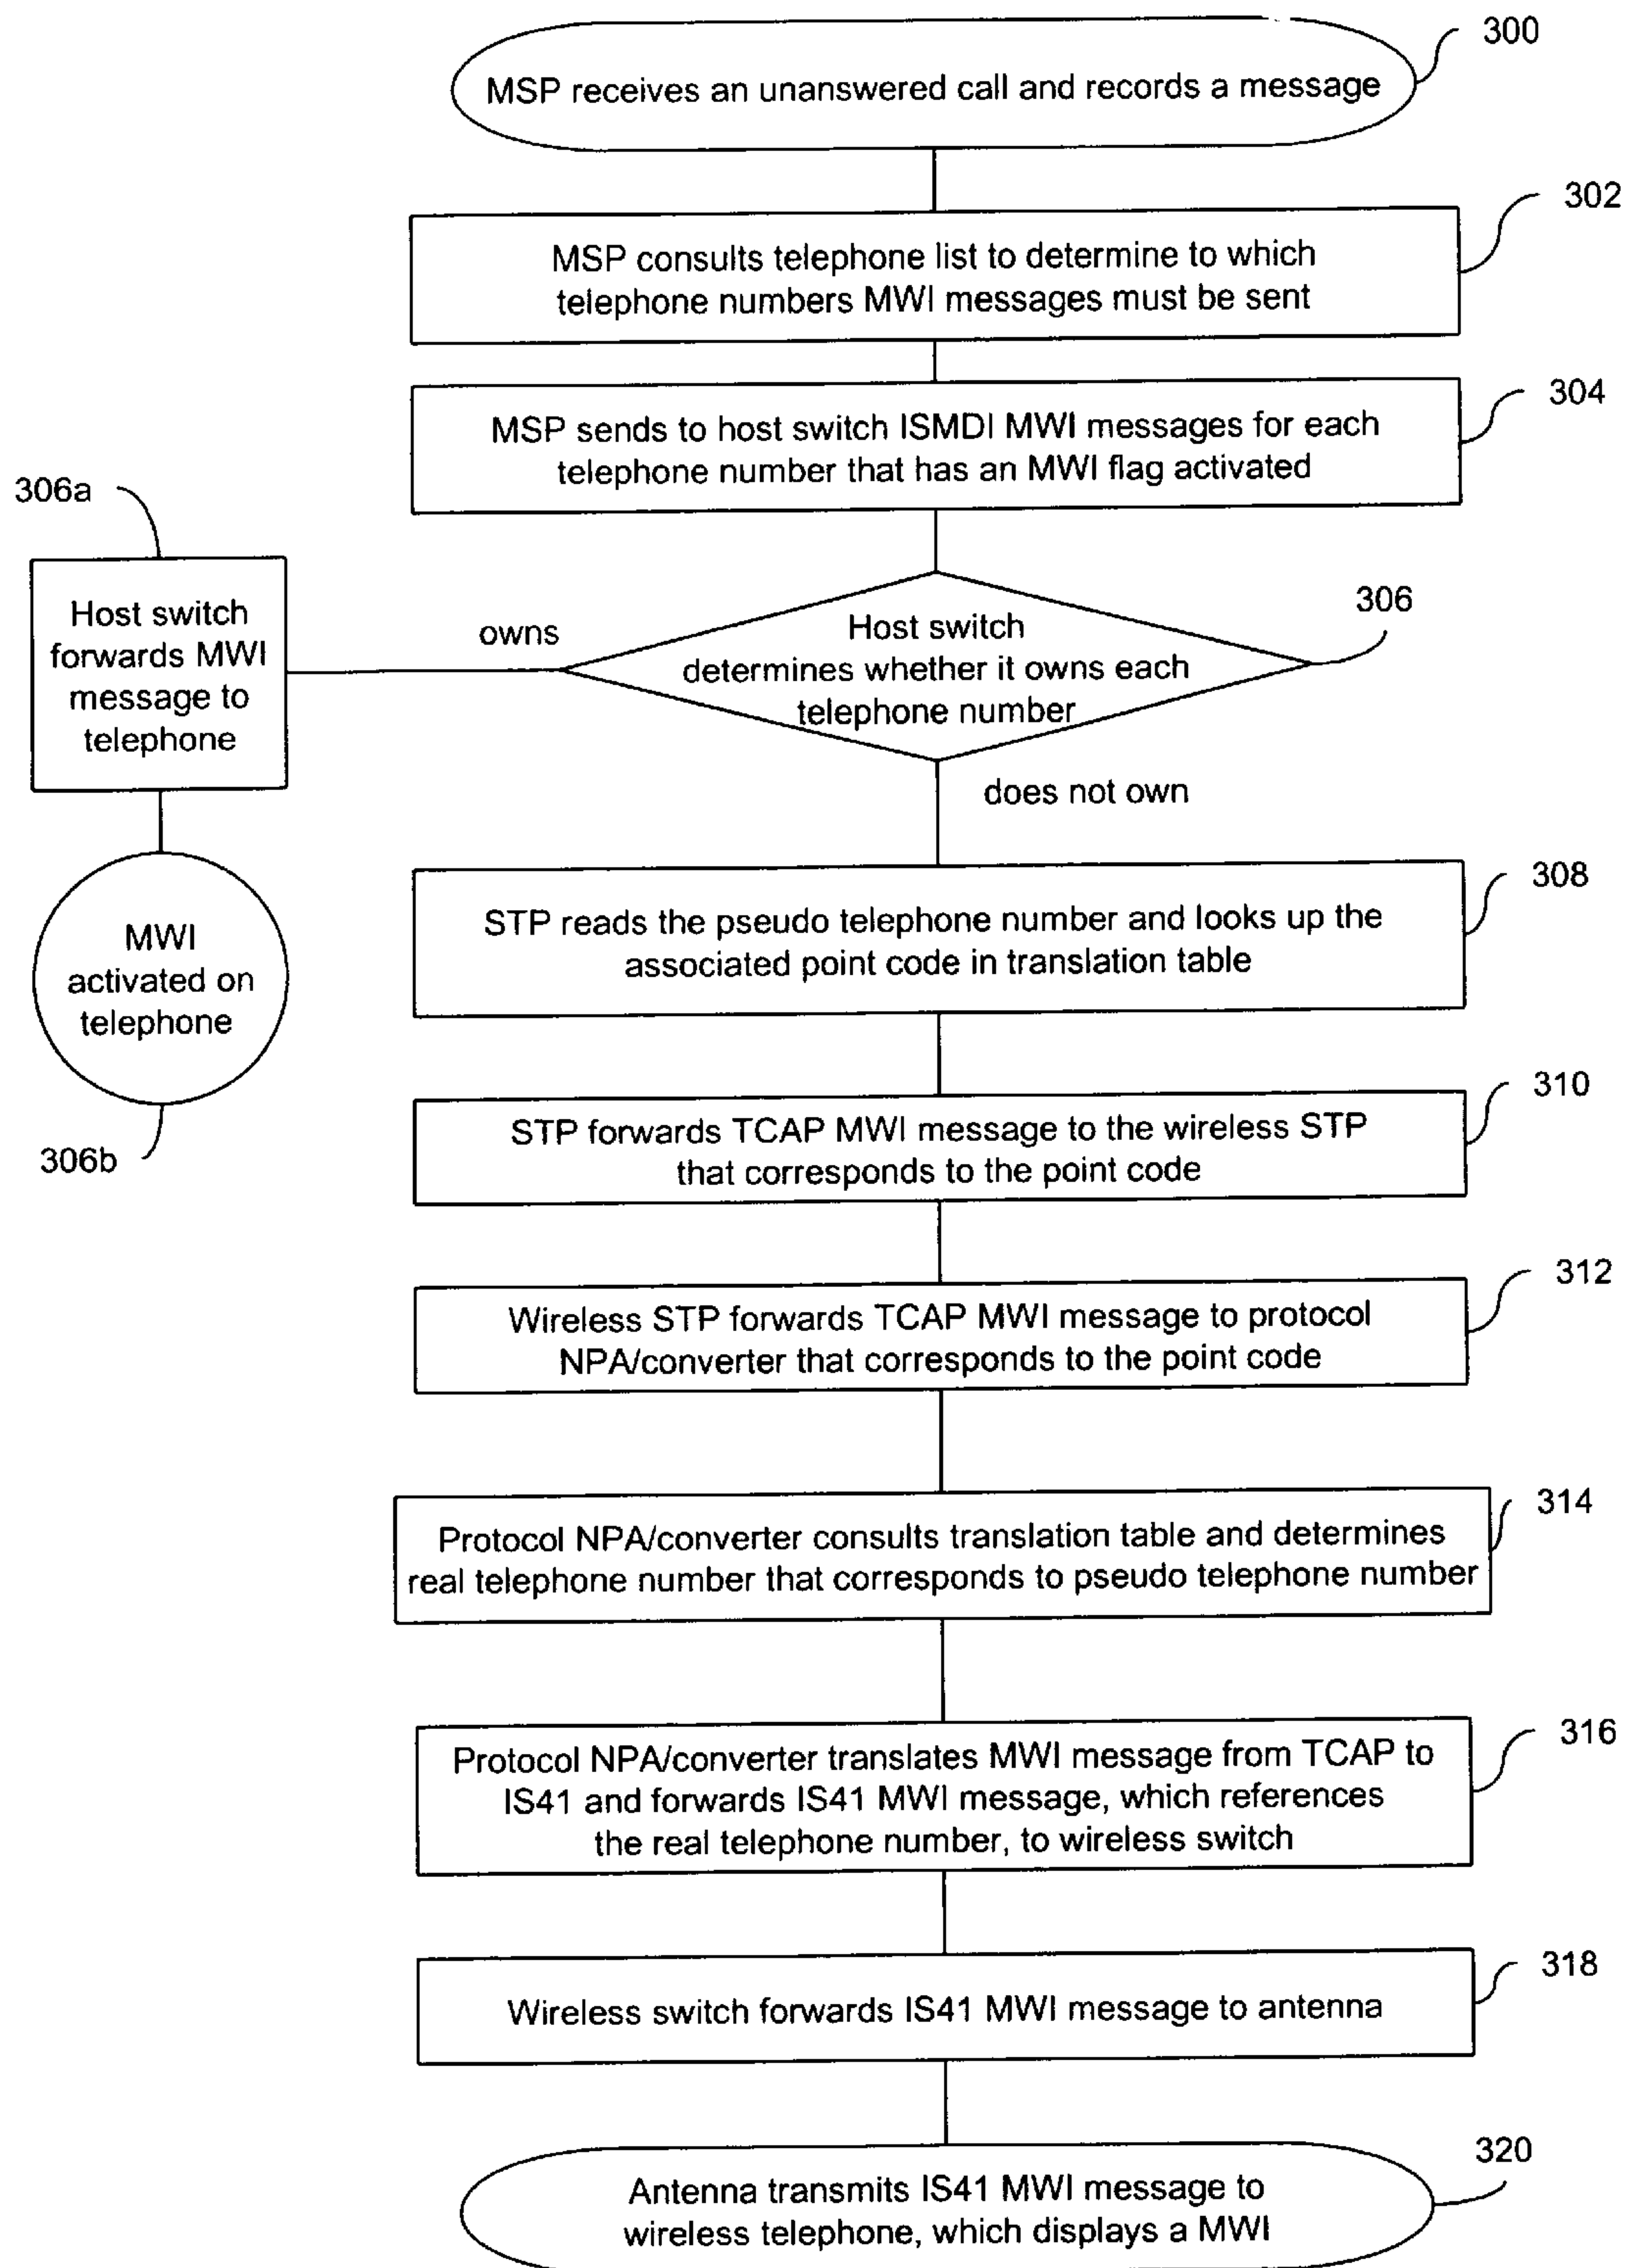 300
MSP receives an unanswered call and records a message
302
MSP consults telephone list to determine to which
telephone numbers MWI messages must be sent
304
MSP sends to host switch ISMDI MWI messages for each
telephone number that has an MWI flag activated
306a
Host switch
forwards MWI
message to
telephone
owns
306
Host switch
determines whether it owns each
telephone number
does not own
MWI
activated on
telephone
306b
308
STP reads the pseudo telephone number and looks up the
associated point code in translation table
310
STP forwards TCAP MWI message to the wireless STP
that corresponds to the point code
312
Wireless STP forwards TCAP MWI message to protocol
NPA/converter that corresponds to the point code
314
Protocol NPA/converter consults translation table and determines
real telephone number that corresponds to pseudo telephone number
316
Protocol NPA/converter translates MWI message from TCAP to
IS41 and forwards IS41 MWI message, which references
the real telephone number, to wireless switch
318
Wireless switch forwards IS41 MWI message to antenna
320
Antenna transmits IS41 MWI message to
wireless telephone, which displays a MWI